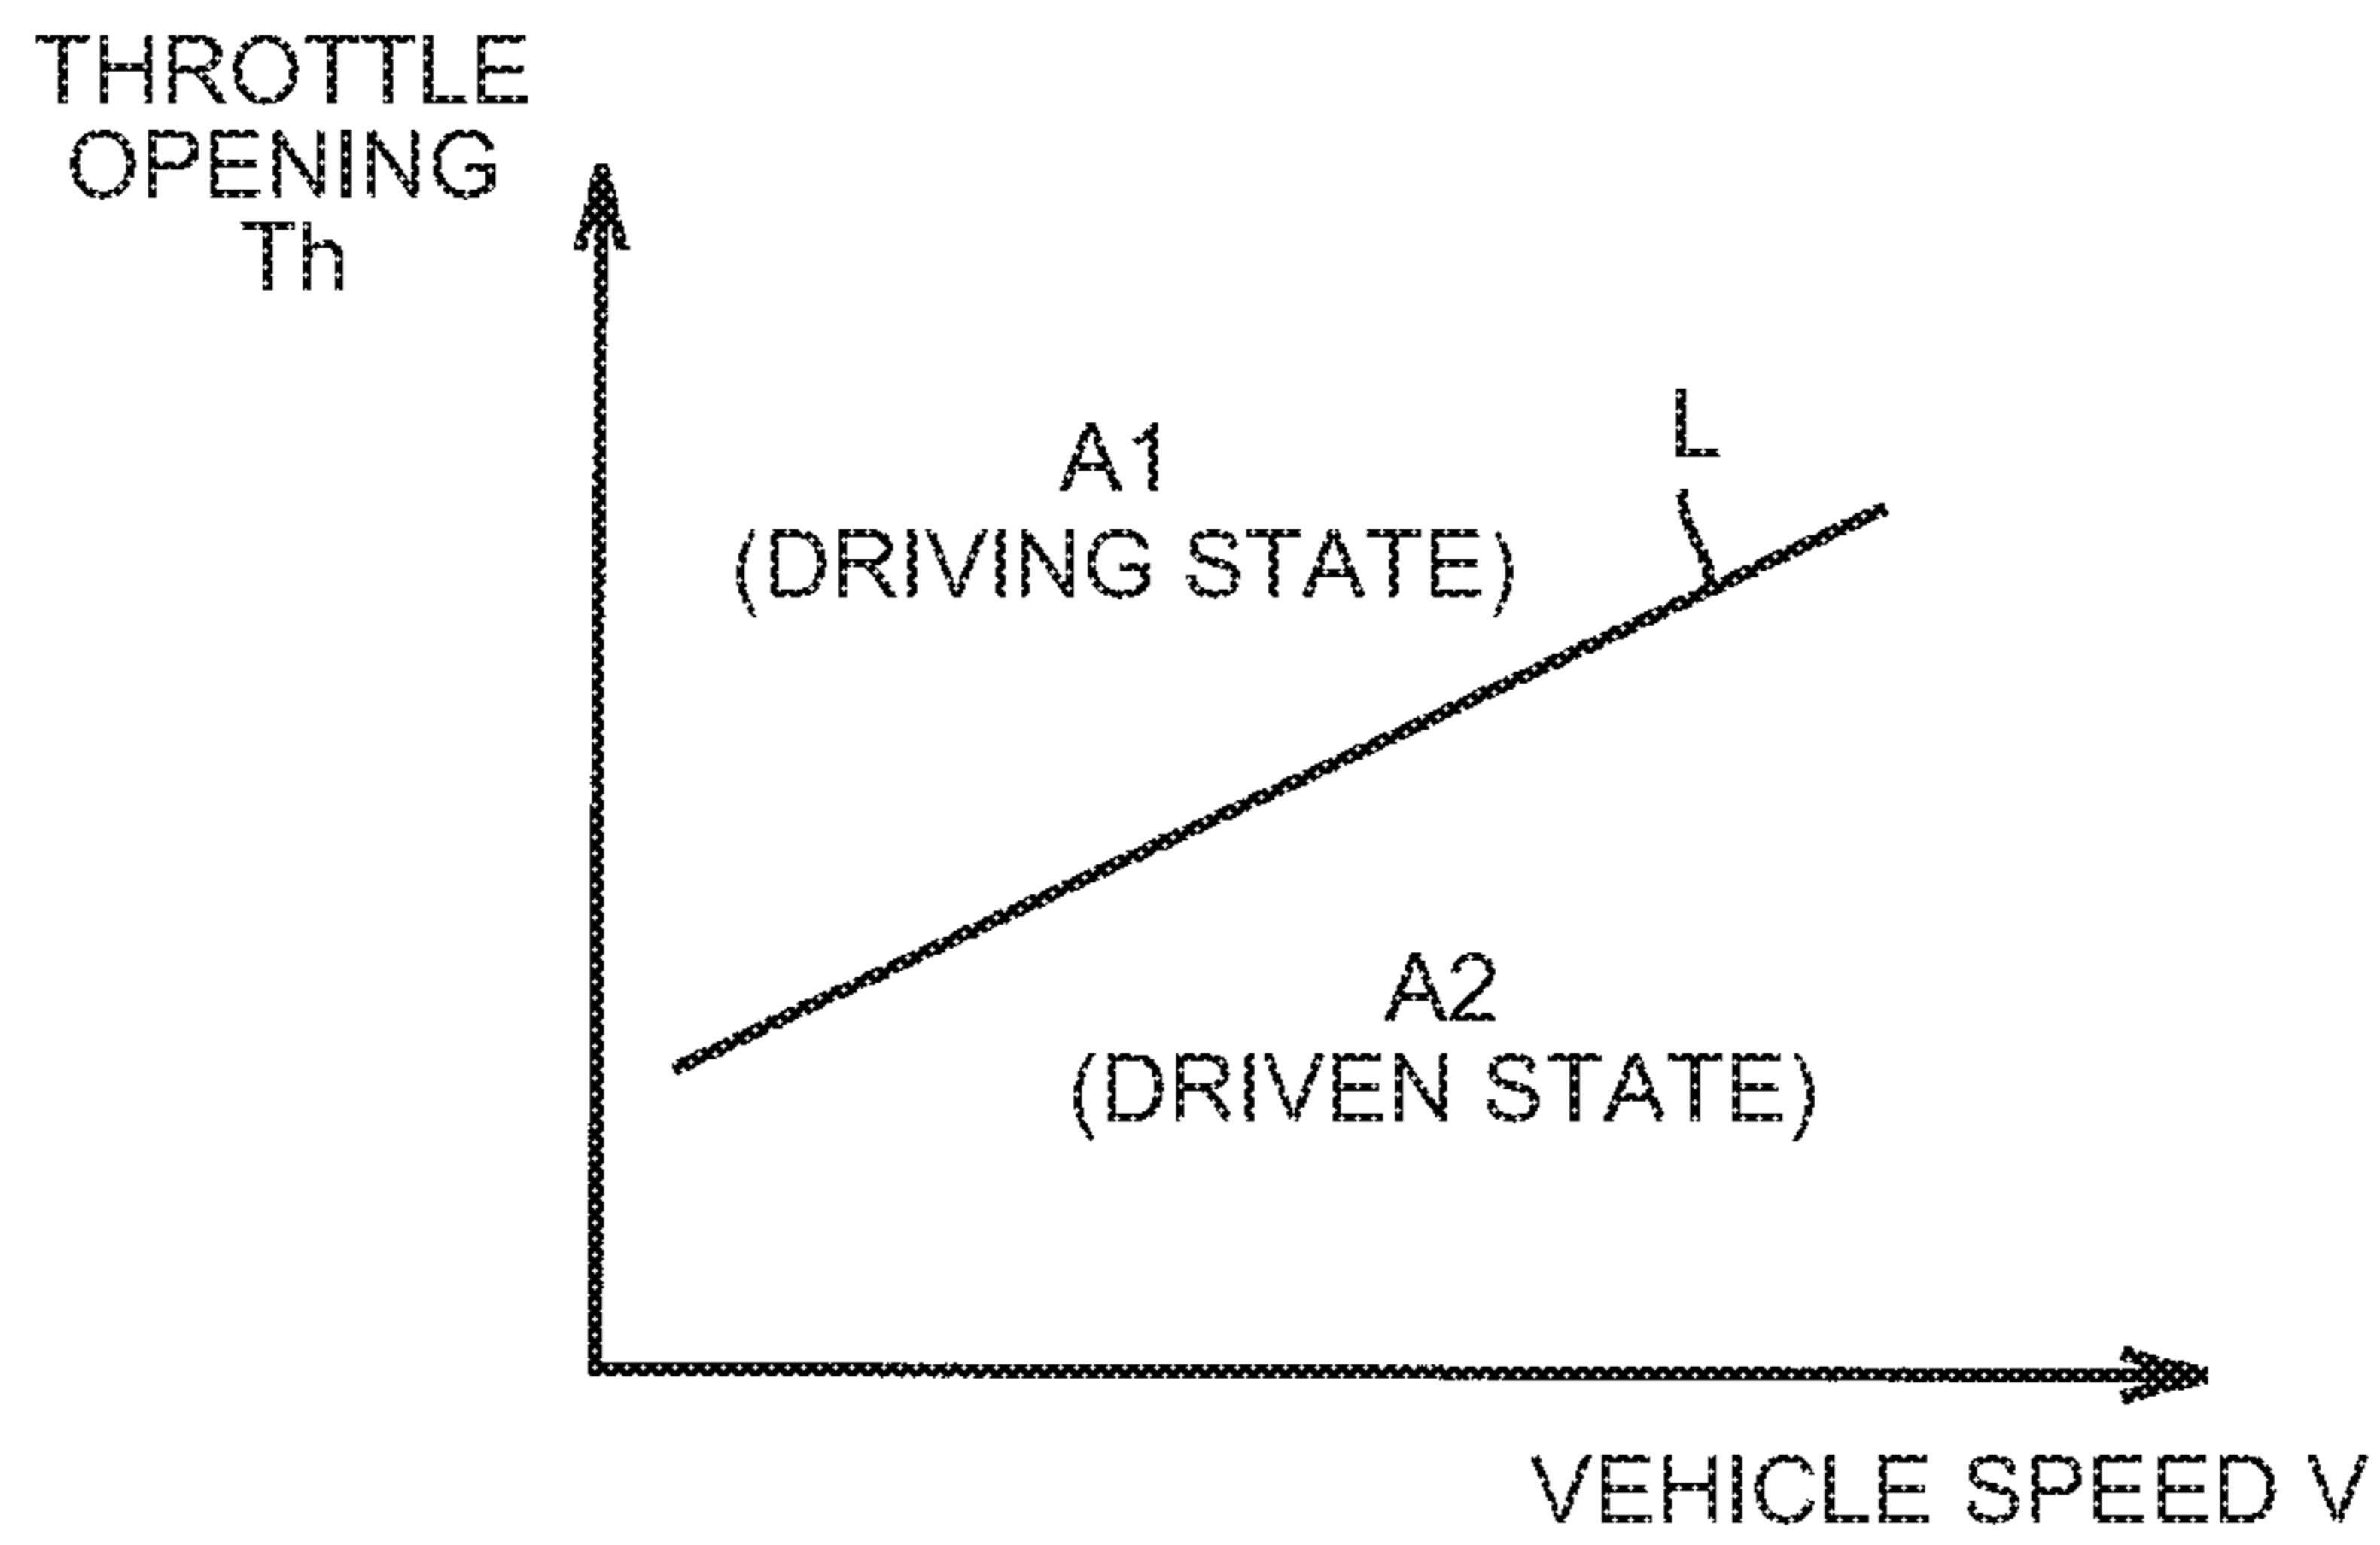 THROTTLE
OPENING
Th
L
A1
(DRIVING STATE)
A2
(DRIVEN STATE)
VEHICLE SPEED V